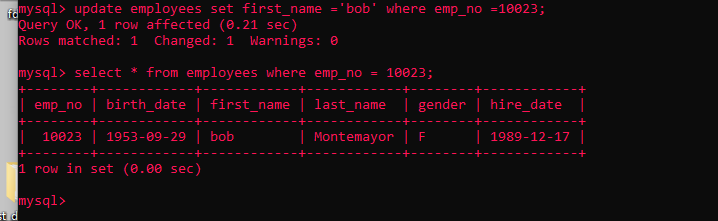 mysql> update employees set first_name ='bob' where emp_no =10023;
Query OK, 1 row affected (0.21 sec)
Rows matched: 1  Changed: 1  Warnings: 0
mysql> select * from employees where emp_no = 10023;
+--------+------------+------------+------------+--------+------------+
| emp_no | birth_date | first_name | last_name  | gender | hire_date  |
+--------+------------+------------+------------+--------+------------+
|  10023 | 1953-09-29 | bob        | Montemayor | F      | 1989-12-17 |
+--------+------------+------------+------------+--------+------------+
1 row in set (0.00 sec)
mysql>